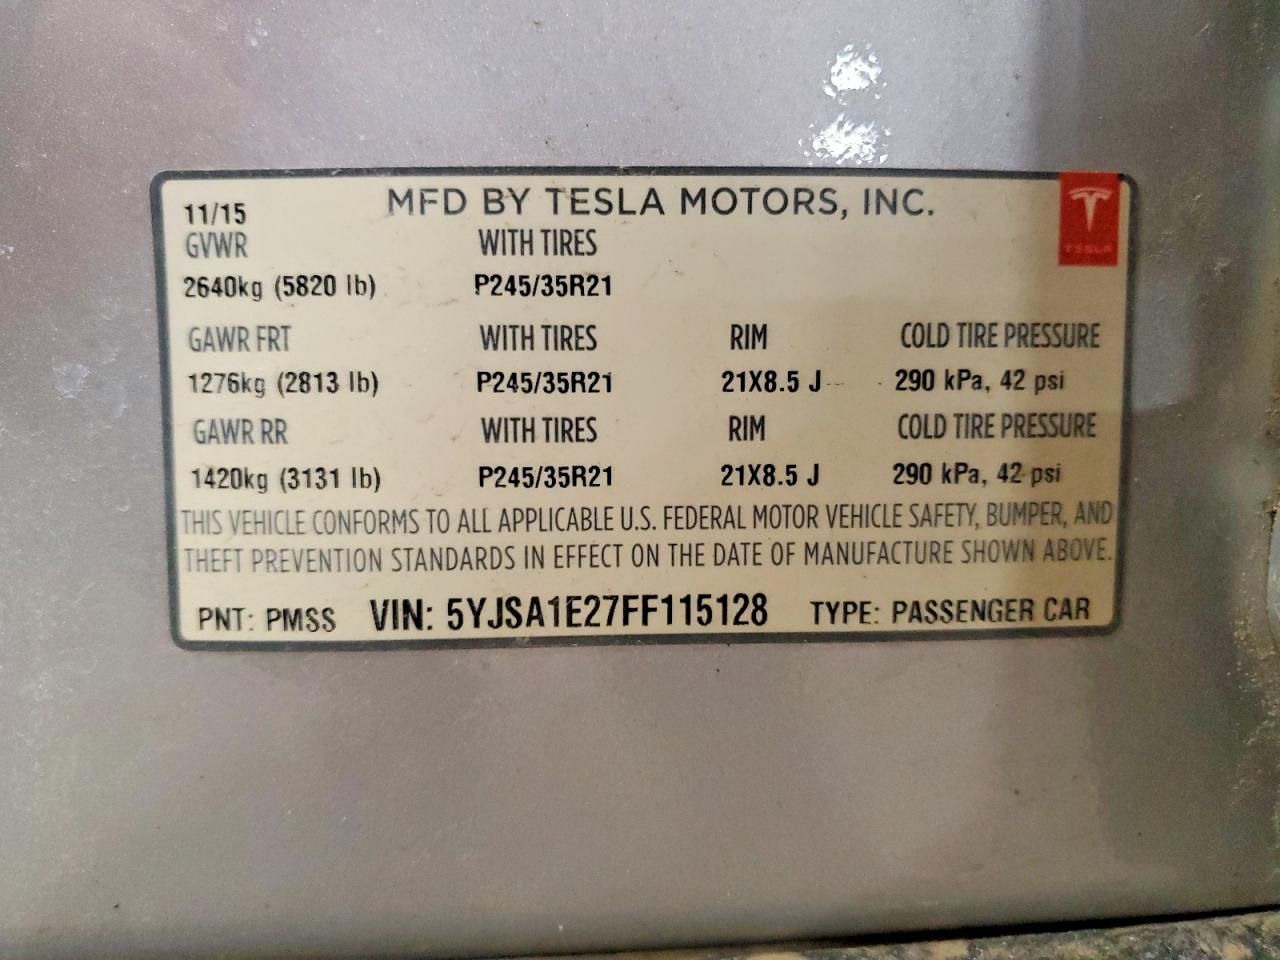 11/15 MFD BY TESLA MOTORS, INC.
TESLA
GVWR WITH TIRES
2640kg (5820 lb) P245/35R21
GAWR FRT WITH TIRES RIM COLD TIRE PRESSURE
1276kg (2813 lb) P245/35R21 21X8.5 J 290 kPa, 42 psi
GAWR RR WITH TIRES RIM COLD TIRE PRESSURE
1420kg (3131 lb) P245/35R21 21X8.5 J 290 kPa, 42 psi
THIS VEHICLE CONFORMS TO ALL APPLICABLE U.S. FEDERAL MOTOR VEHICLE SAFETY, BUMPER, AND
THEFT PREVENTION STANDARDS IN EFFECT ON THE DATE OF MANUFACTURE SHOWN ABOVE.
PNT: PMSS VIN: 5YJSA1E27FF115128 TYPE: PASSENGER CAR